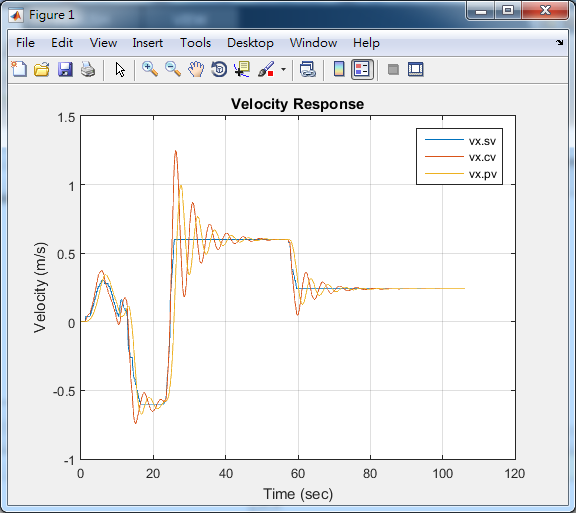 Figure 1
File Edit View Insert Tools Desktop Window Help
Velocity Response
vx.sv
vx.cv
vx.pv
1.5
1
0.5
0
-0.5
-1
Velocity (m/s)
0 20 40 60 80 100 120
Time (sec)